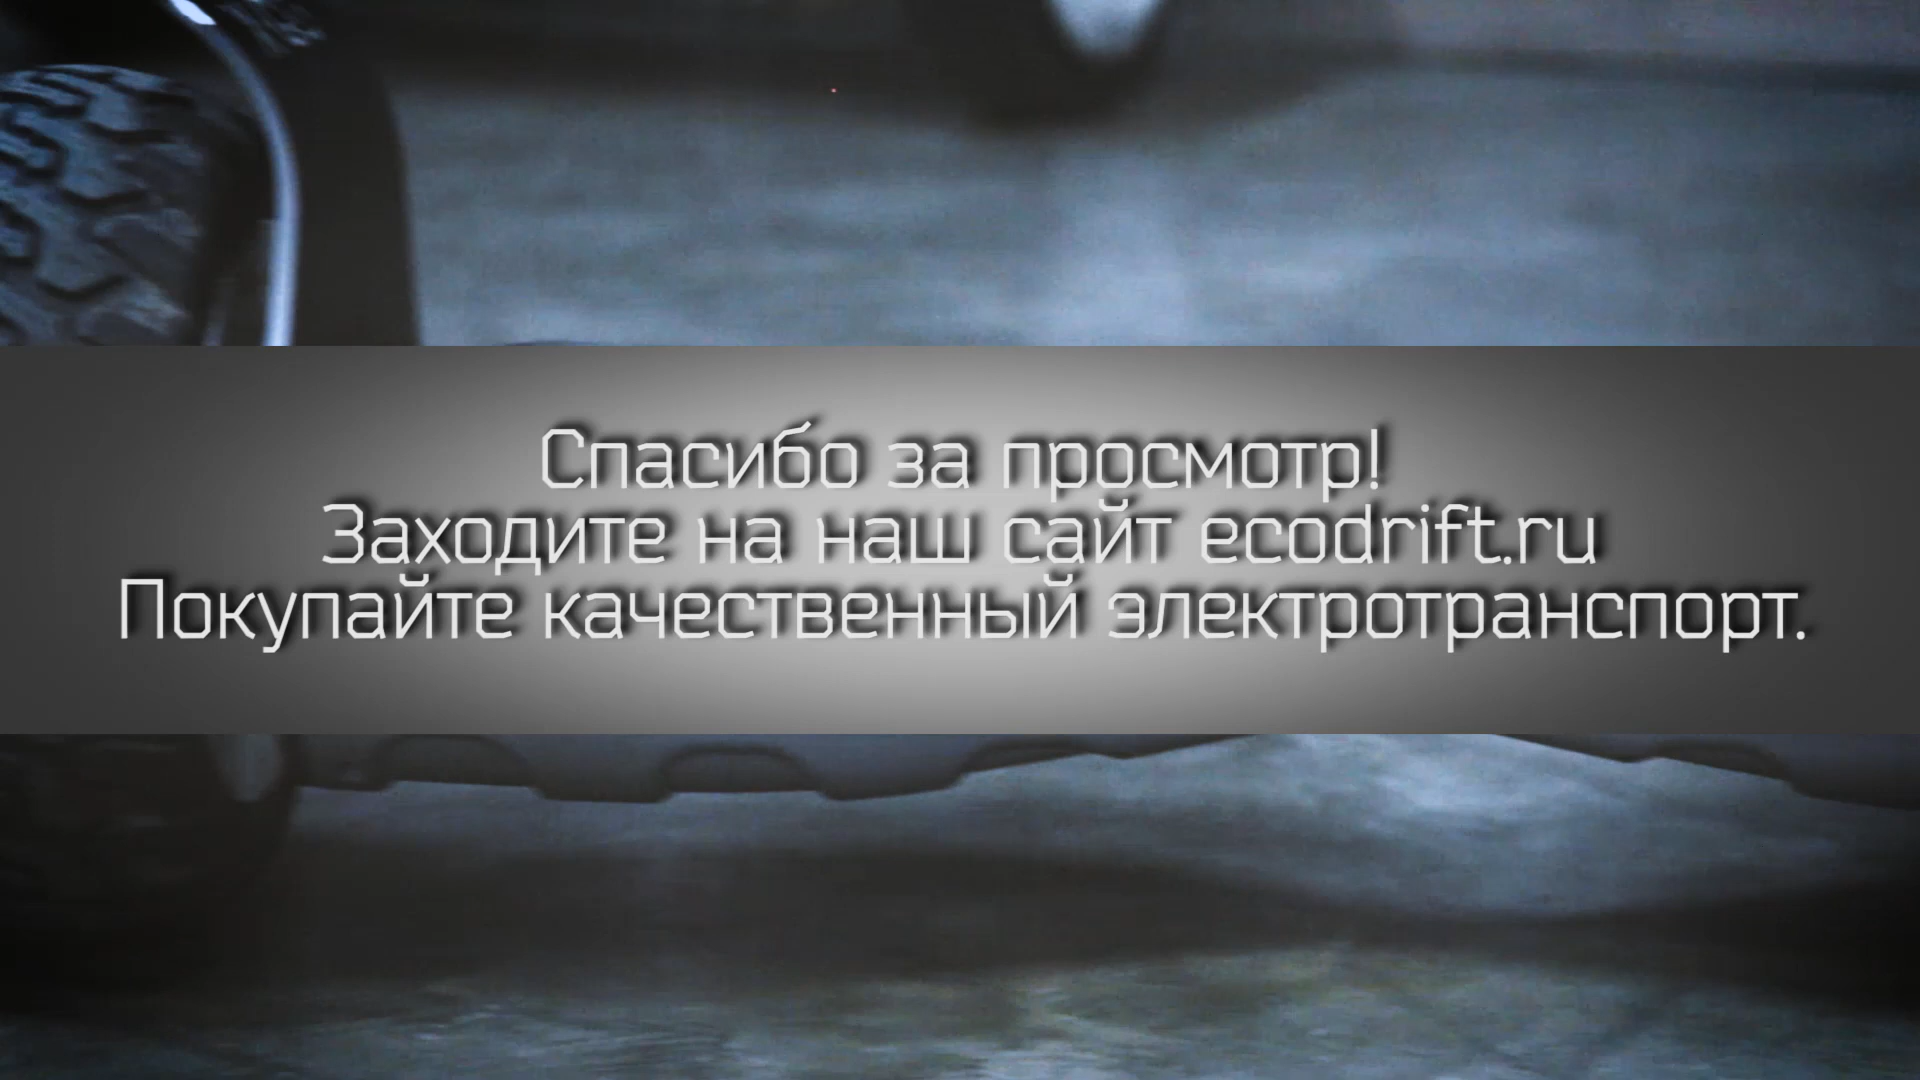 Спасибо за просмотр!
Заходите на наш сайт ecodrift.ru
Покупайте качественный электротранспорт.